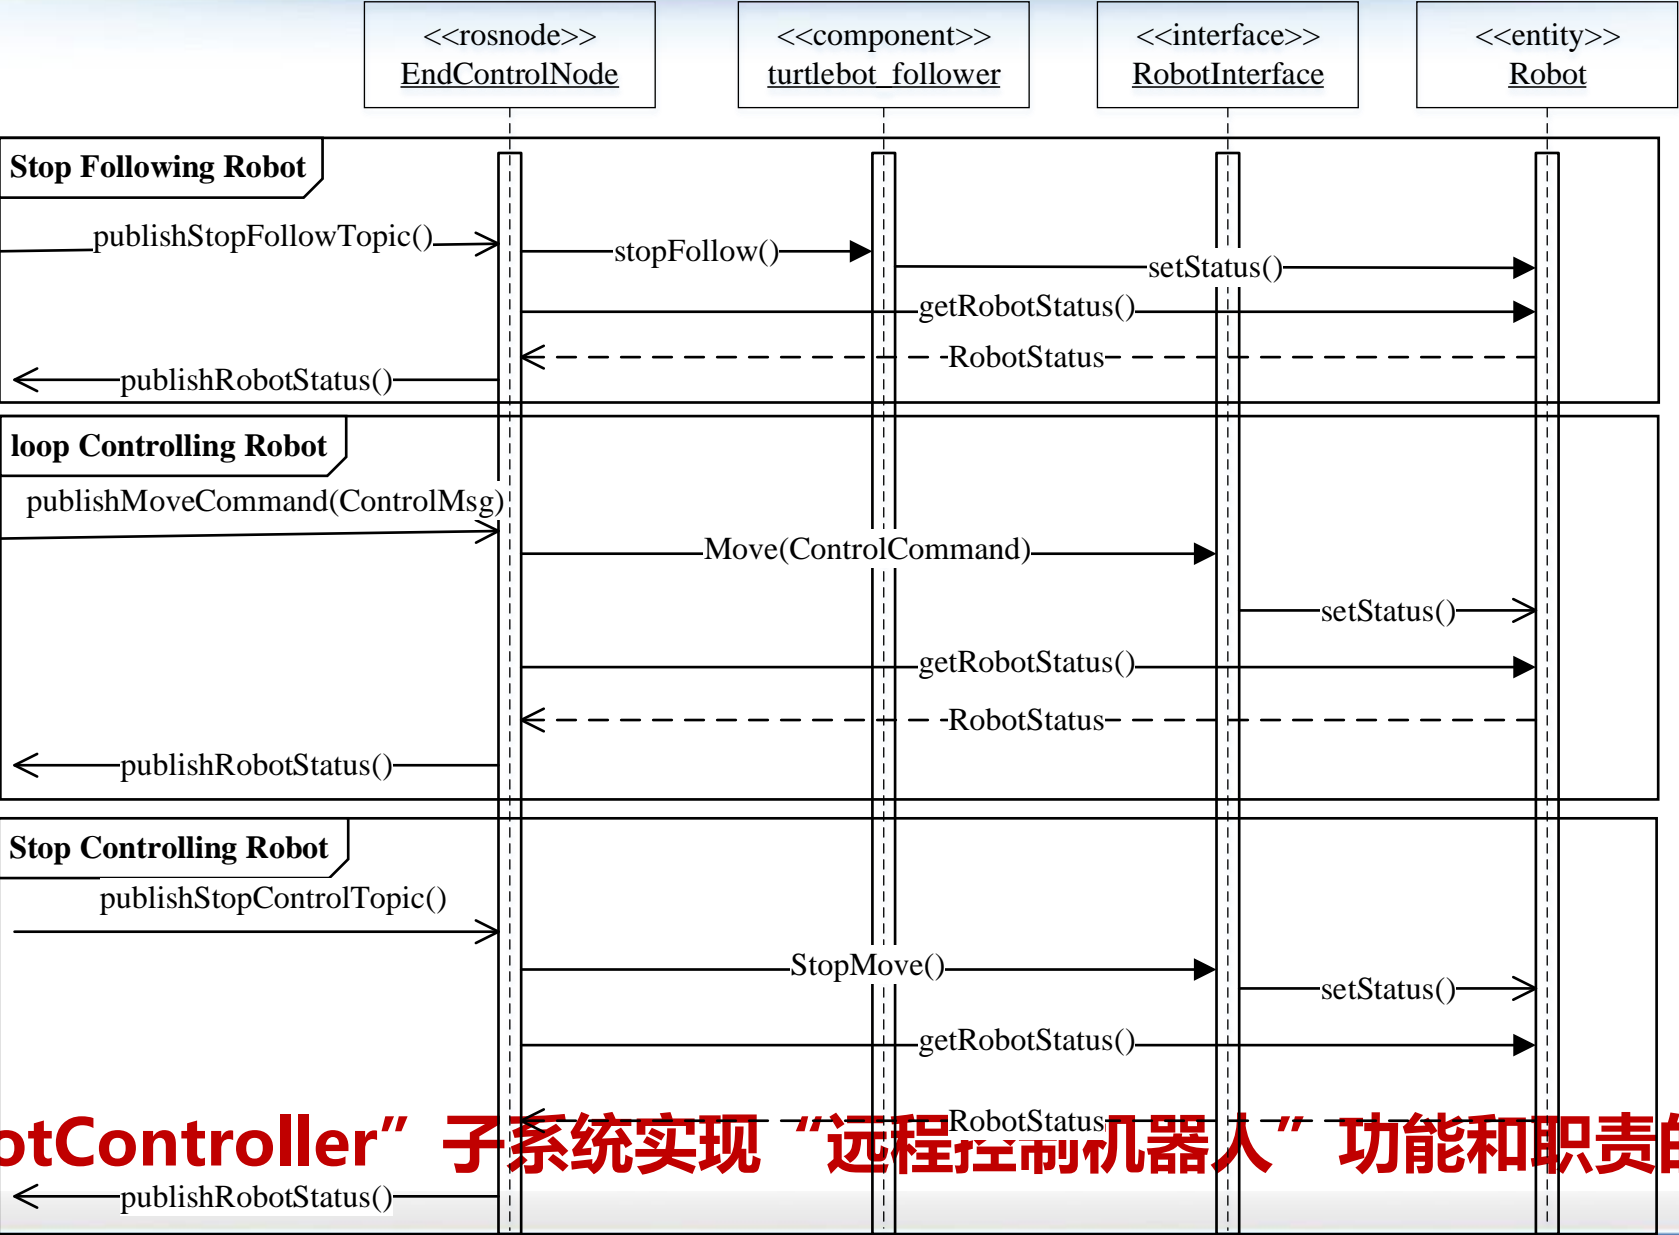 <<rosnode>>
EndControlNode
<<component>>
turtlebot_follower
<<interface>>
RobotInterface
<<entity>>
Robot
Stop Following Robot
publishStopFollowTopic()
stopFollow()
setStatus()
getRobotStatus()
RobotStatus
publishRobotStatus()
loop Controlling Robot
publishMoveCommand(ControlMsg)
Move(ControlCommand)
setStatus()
getRobotStatus()
RobotStatus
publishRobotStatus()
Stop Controlling Robot
publishStopControlTopic()
StopMove()
setStatus()
getRobotStatus()
RobotStatus
otController” 子系统实现 “远程控制机器人” 功能和职责的
publishRobotStatus()